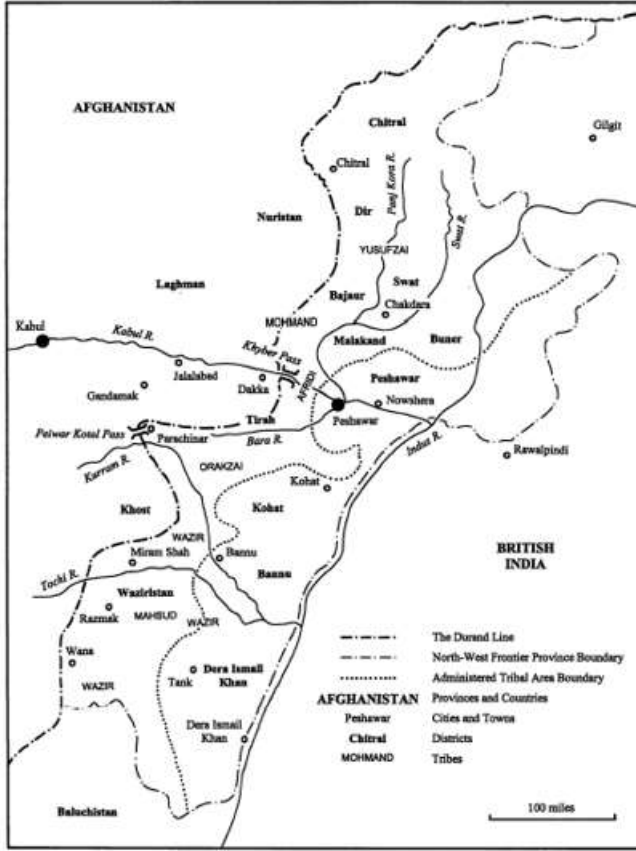 AFGHANISTAN
Chitral
Gilgit
Chitral
Panj Kora R.
Dir
Nuristan
Swat R.
YUSUFZAI
Laghman
Swat
Bajaur
Chakdara
Kabul
MOHMAND
Kabul R.
Khyber Pass
Malakand
Buner
Jalalabad
Dakka
AFRIDI
Peshawar
Gandamak
Nowshera
Tirah
Peshawar
Peiwar Kotal Pass
Parachinar
Bara R.
Indus R.
Rawalpindi
Kurram R.
ORAKZAI
Kohat
Khost
Kohat
WAZIR
BRITISH
INDIA
Miram Shah
Bannu
Tochi R.
Bannu
Waziristan
Razmak
MAHSUD
WAZIR
Wana
Dera Ismail
Khan
WAZIR
Tank
Dera Ismail
Khan
Baluchistan
The Durand Line
North-West Frontier Province Boundary
Administered Tribal Area Boundary
AFGHANISTAN Provinces and Countries
Peshawar Cities and Towns
Chitral Districts
MOHMAND Tribes
100 miles